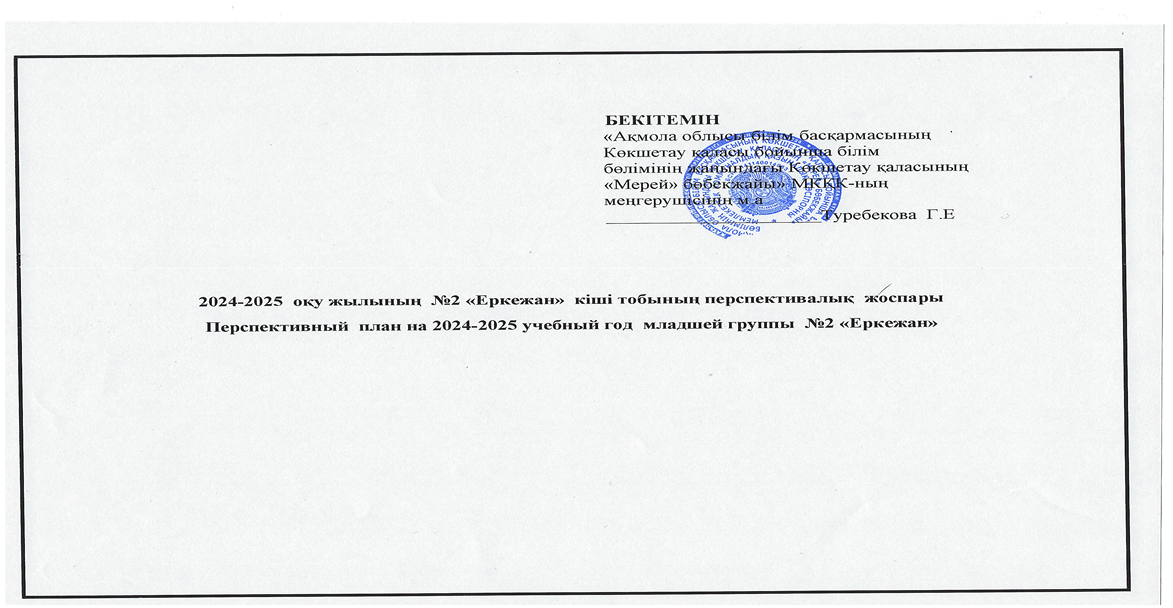 БЕКІТЕМІН
«Ақмола облысы білім басқармасының
Көкшетау қаласы бойынша білім
бөлімінің жанындағы Көкшетау қаласының
«Мерей» бөбекжайы» МКҚК-ның
меңгерушісінің м.а
Туребекова Г.Е
2024-2025 оқу жылының №2 «Еркежан» кіші тобының перспективалық жоспары
Перспективный план на 2024-2025 учебный год младшей группы №2 «Еркежан»